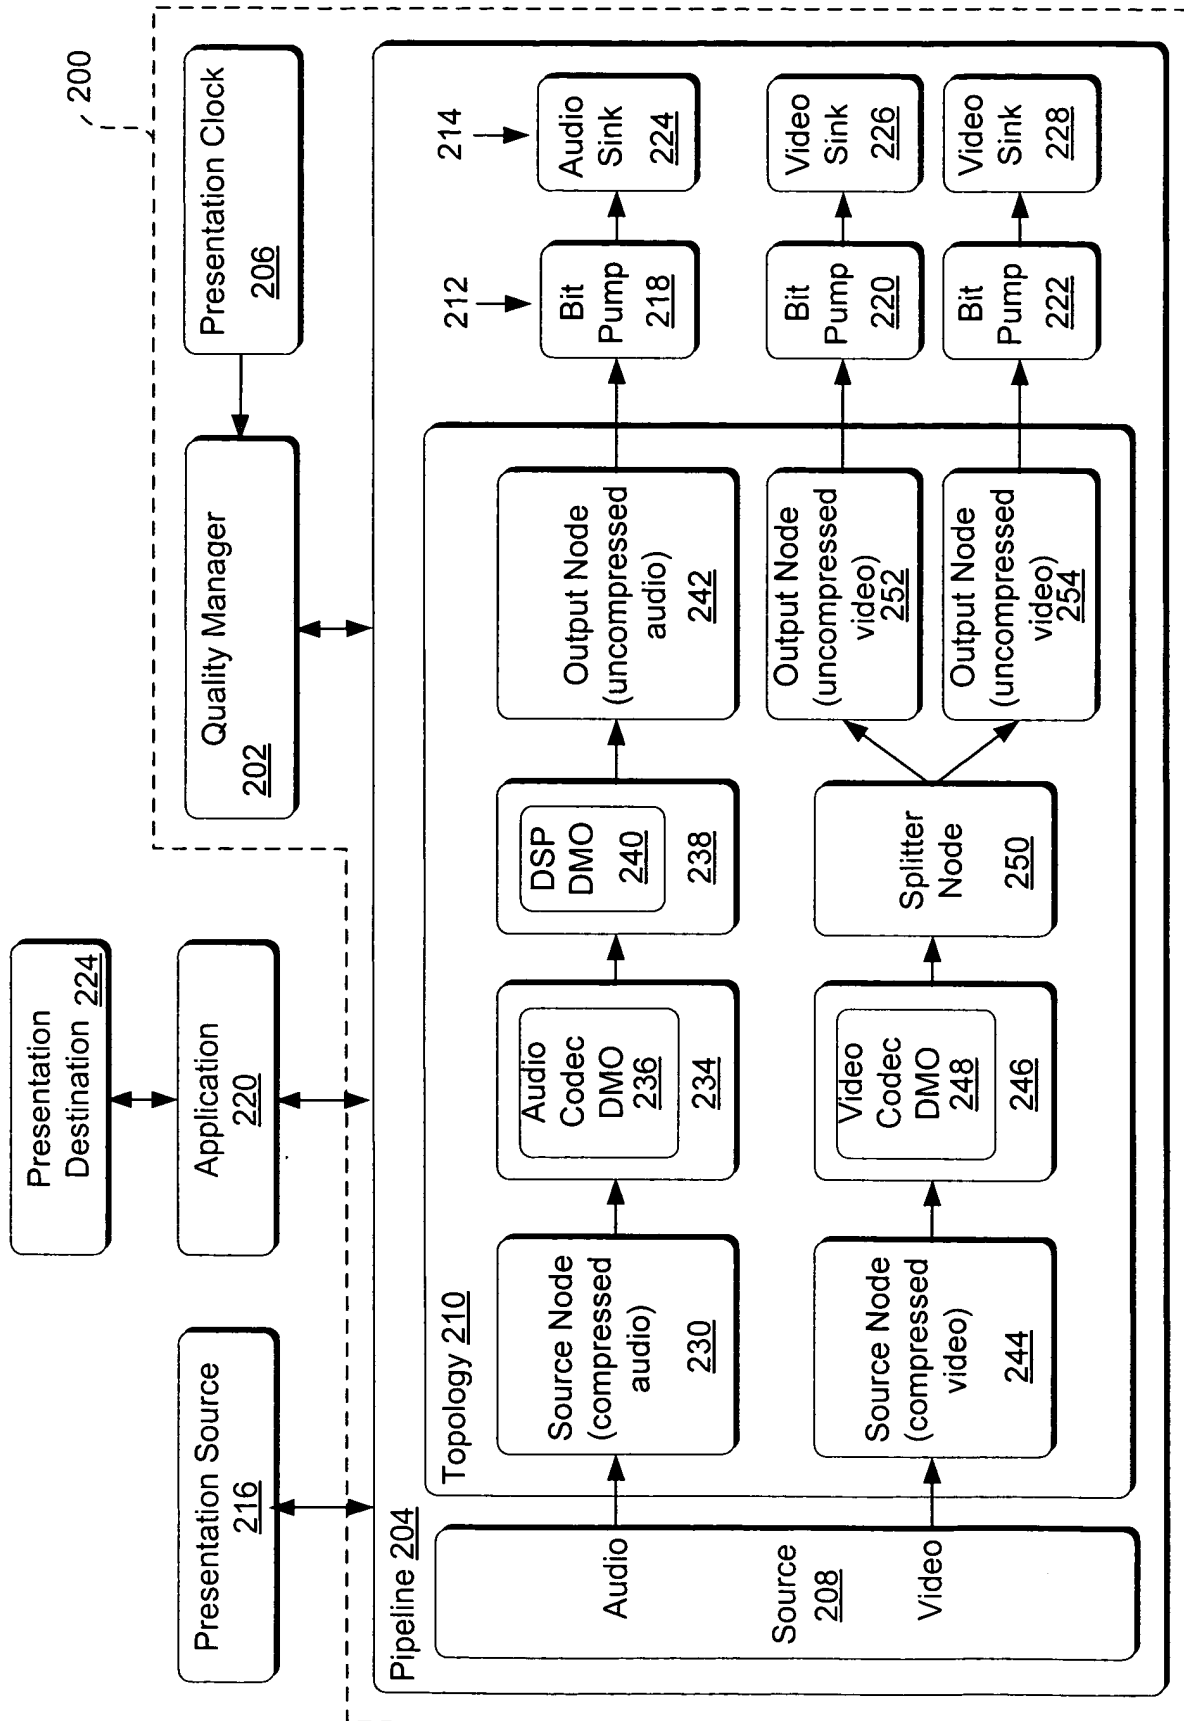 200
Presentation
Destination 224
Presentation Source
216
Application
220
Quality Manager
202
Presentation Clock
206
Pipeline 204
Topology 210
212
214
Audio
Source
208
Video
Source Node
(compressed
audio)
230
Audio
Codec
DMO
236
234
DSP
DMO
240
238
Output Node
(uncompressed
audio)
242
Bit
Pump
218
Audio
Sink
224
Source Node
(compressed
video)
244
Video
Codec
DMO
248
246
Splitter
Node
250
Output Node
(uncompressed
video)
252
Bit
Pump
220
Video
Sink
226
Output Node
(uncompressed
video)
254
Bit
Pump
222
Video
Sink
228